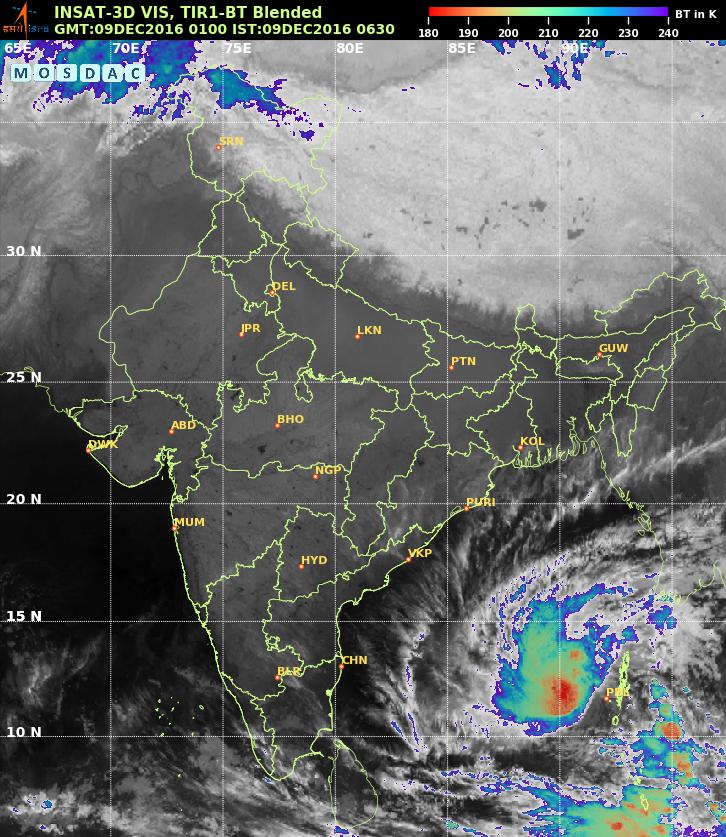 INSAT-3D VIS, TIR1-BT Blended
GMT:09DEC2016 0100 IST:09DEC2016 0630
BT in K
180 190 200 210 220 230 240
65E 70E 75E 80E 85E 90E
MOSDAC
SRN
30 N
DEL
JPR
LKN
GUW
PTN
25 N
BHO
ABD
KOL
DWK
NGP
20 N
PURI
MUM
VKP
HYD
15 N
CHN
BLR
10 N